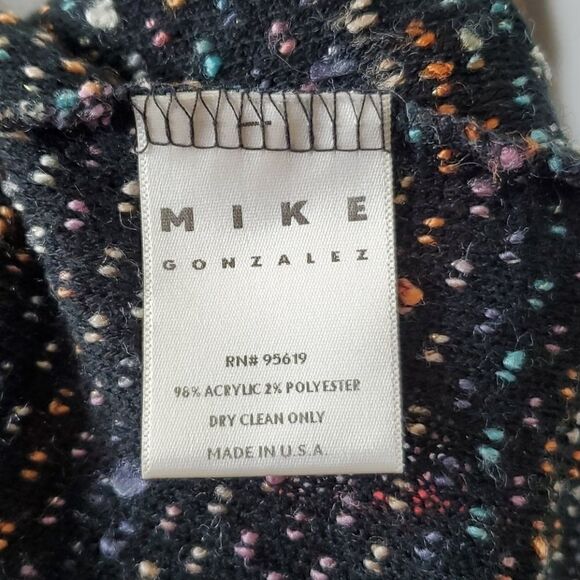 MIKE
GONZALEZ
RN# 95619
98% ACRYLIC 2% POLYESTER
DRY CLEAN ONLY
MADE IN U.S.A.